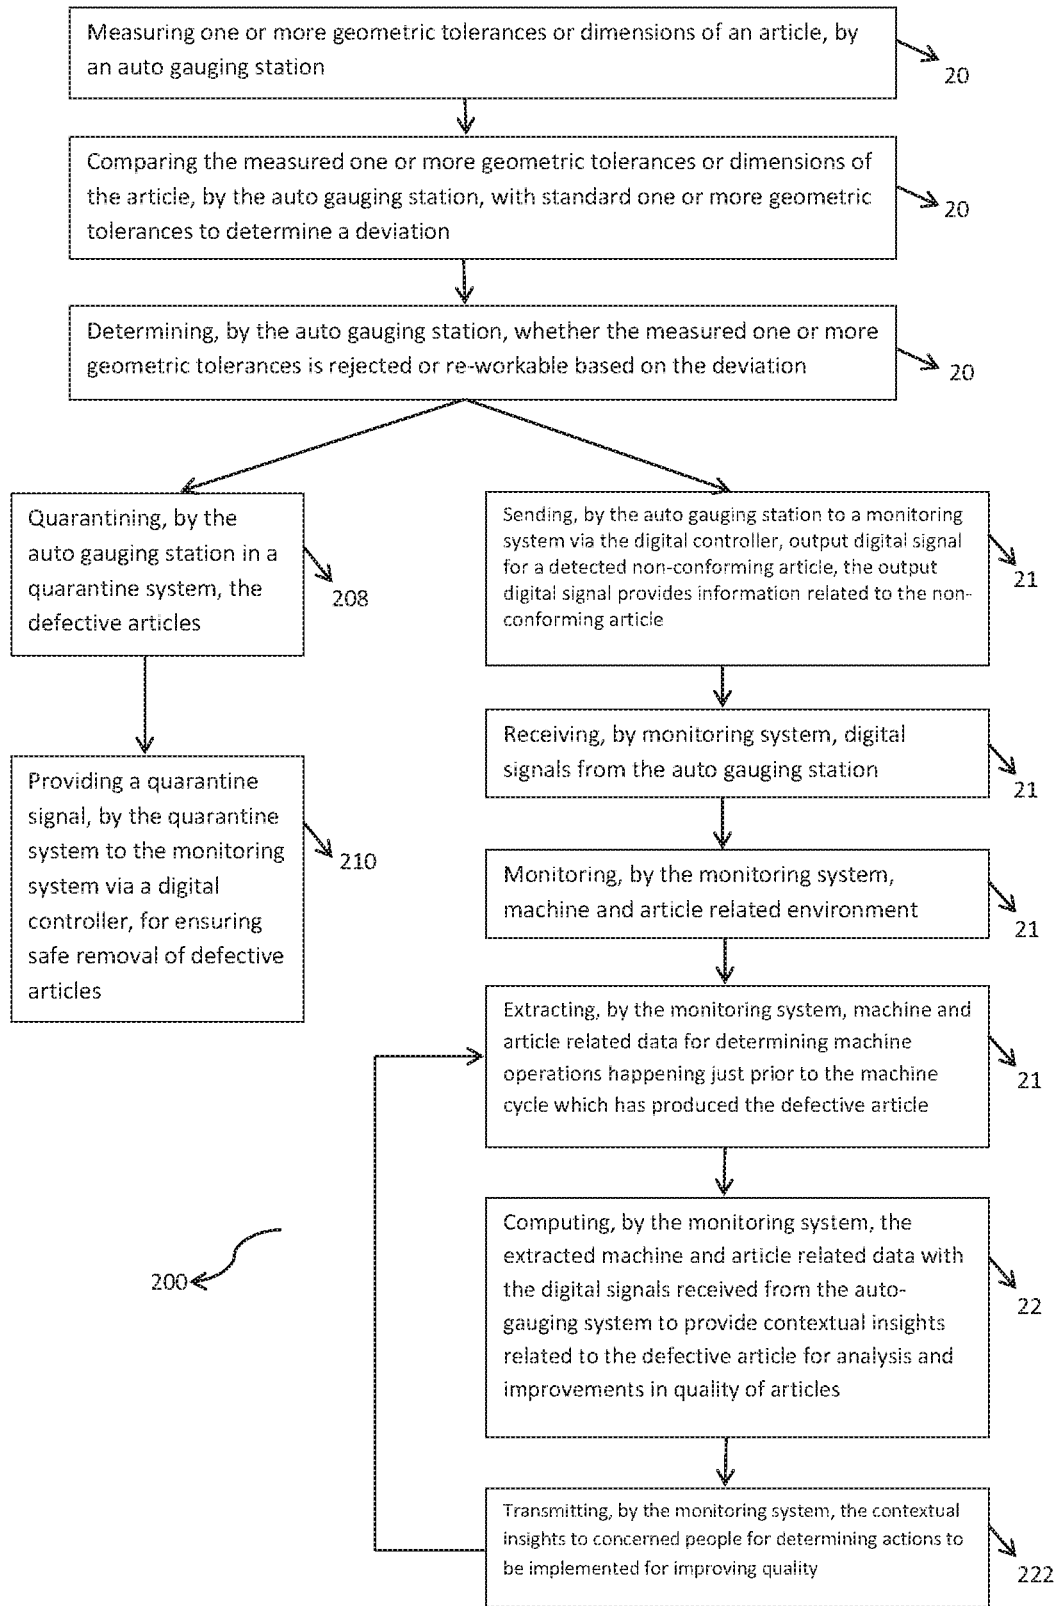 Measuring one or more geometric tolerances or dimensions of an article, by
an auto gauging station
20
Comparing the measured one or more geometric tolerances or dimensions of
the article, by the auto gauging station, with standard one or more geometric
tolerances to determine a deviation
20
Determining, by the auto gauging station, whether the measured one or more
geometric tolerances is rejected or re-workable based on the deviation
20
Quarantining, by the
auto gauging station in a
quarantine system, the
defective articles
208
Providing a quarantine
signal, by the quarantine
system to the monitoring
system via a digital
controller, for ensuring
safe removal of defective
articles
210
Sending, by the auto gauging station to a monitoring
system via the digital controller, output digital signal
for a detected non-conforming article, the output
digital signal provides information related to the non-
conforming article
21
Receiving, by monitoring system, digital
signals from the auto gauging station
21
Monitoring, by the monitoring system,
machine and article related environment
21
Extracting, by the monitoring system, machine and
article related data for determining machine
operations happening just prior to the machine
cycle which has produced the defective article
21
Computing, by the monitoring system, the
extracted machine and article related data with
the digital signals received from the auto-
gauging system to provide contextual insights
related to the defective article for analysis and
improvements in quality of articles
22
Transmitting, by the monitoring system, the contextual
insights to concerned people for determining actions to
be implemented for improving quality
222
200